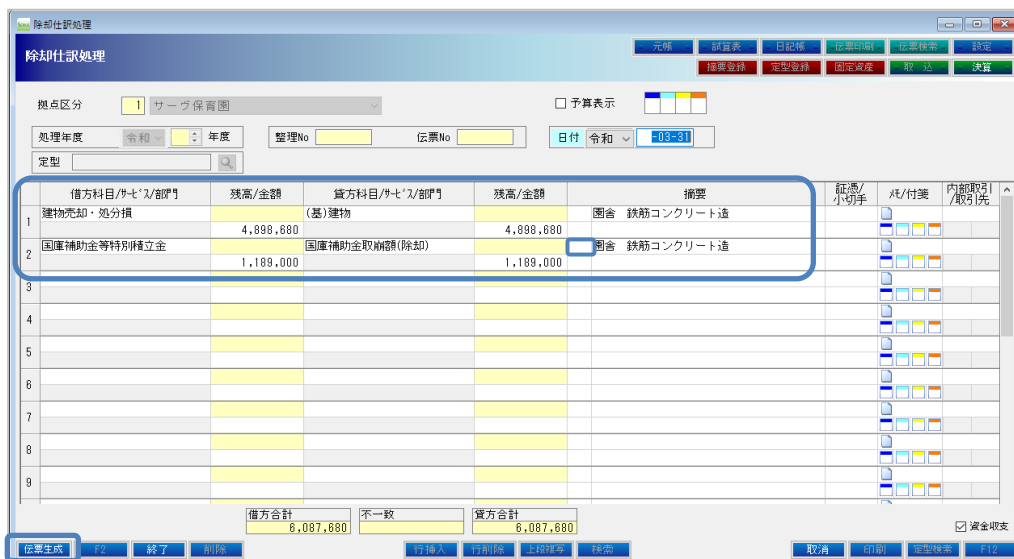 除却仕訳処理
除却仕訳処理
元帳 試算表 日記帳 伝票印刷 伝票検索 設定
摘要登録 定型登録 固定資産 取込 決算
拠点区分 1 サーヴ保育園 予算表示
処理年度 令和 年度 整理No 伝票No 日付 令和 -03-31
定型
借方科目/サービス/部門 残高/金額 貸方科目/サービス/部門 残高/金額 摘要 証憑/小切手 メモ/付箋 内部取引/取引先
1 建物売却・処分損 (基)建物 園舎 鉄筋コンクリート造
4,898,680 4,898,680
2 国庫補助金等特別積立金 国庫補助金取崩額(除却) 園舎 鉄筋コンクリート造
1,189,000 1,189,000
3
4
5
6
7
8
9
借方合計 不一致 貸方合計
6,087,680 6,087,680 資金収支
伝票生成 F2 終了 削除 行挿入 行削除 上段複写 検索 取消 印刷 定型検索 F12